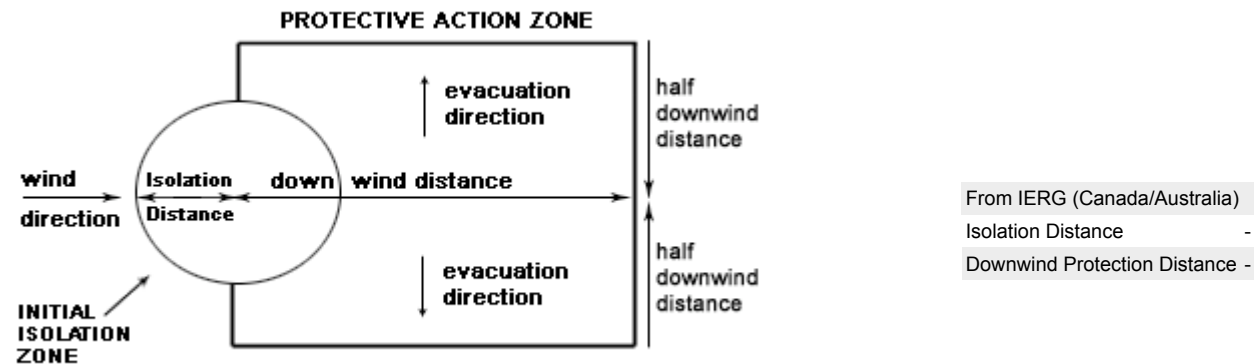 PROTECTIVE ACTION ZONE
evacuation
direction
half
downwind
distance
wind
direction
Isolation
Distance
down wind distance
evacuation
direction
half
downwind
distance
INITIAL
ISOLATION
ZONE
From IERG (Canada/Australia)
Isolation Distance -
Downwind Protection Distance -